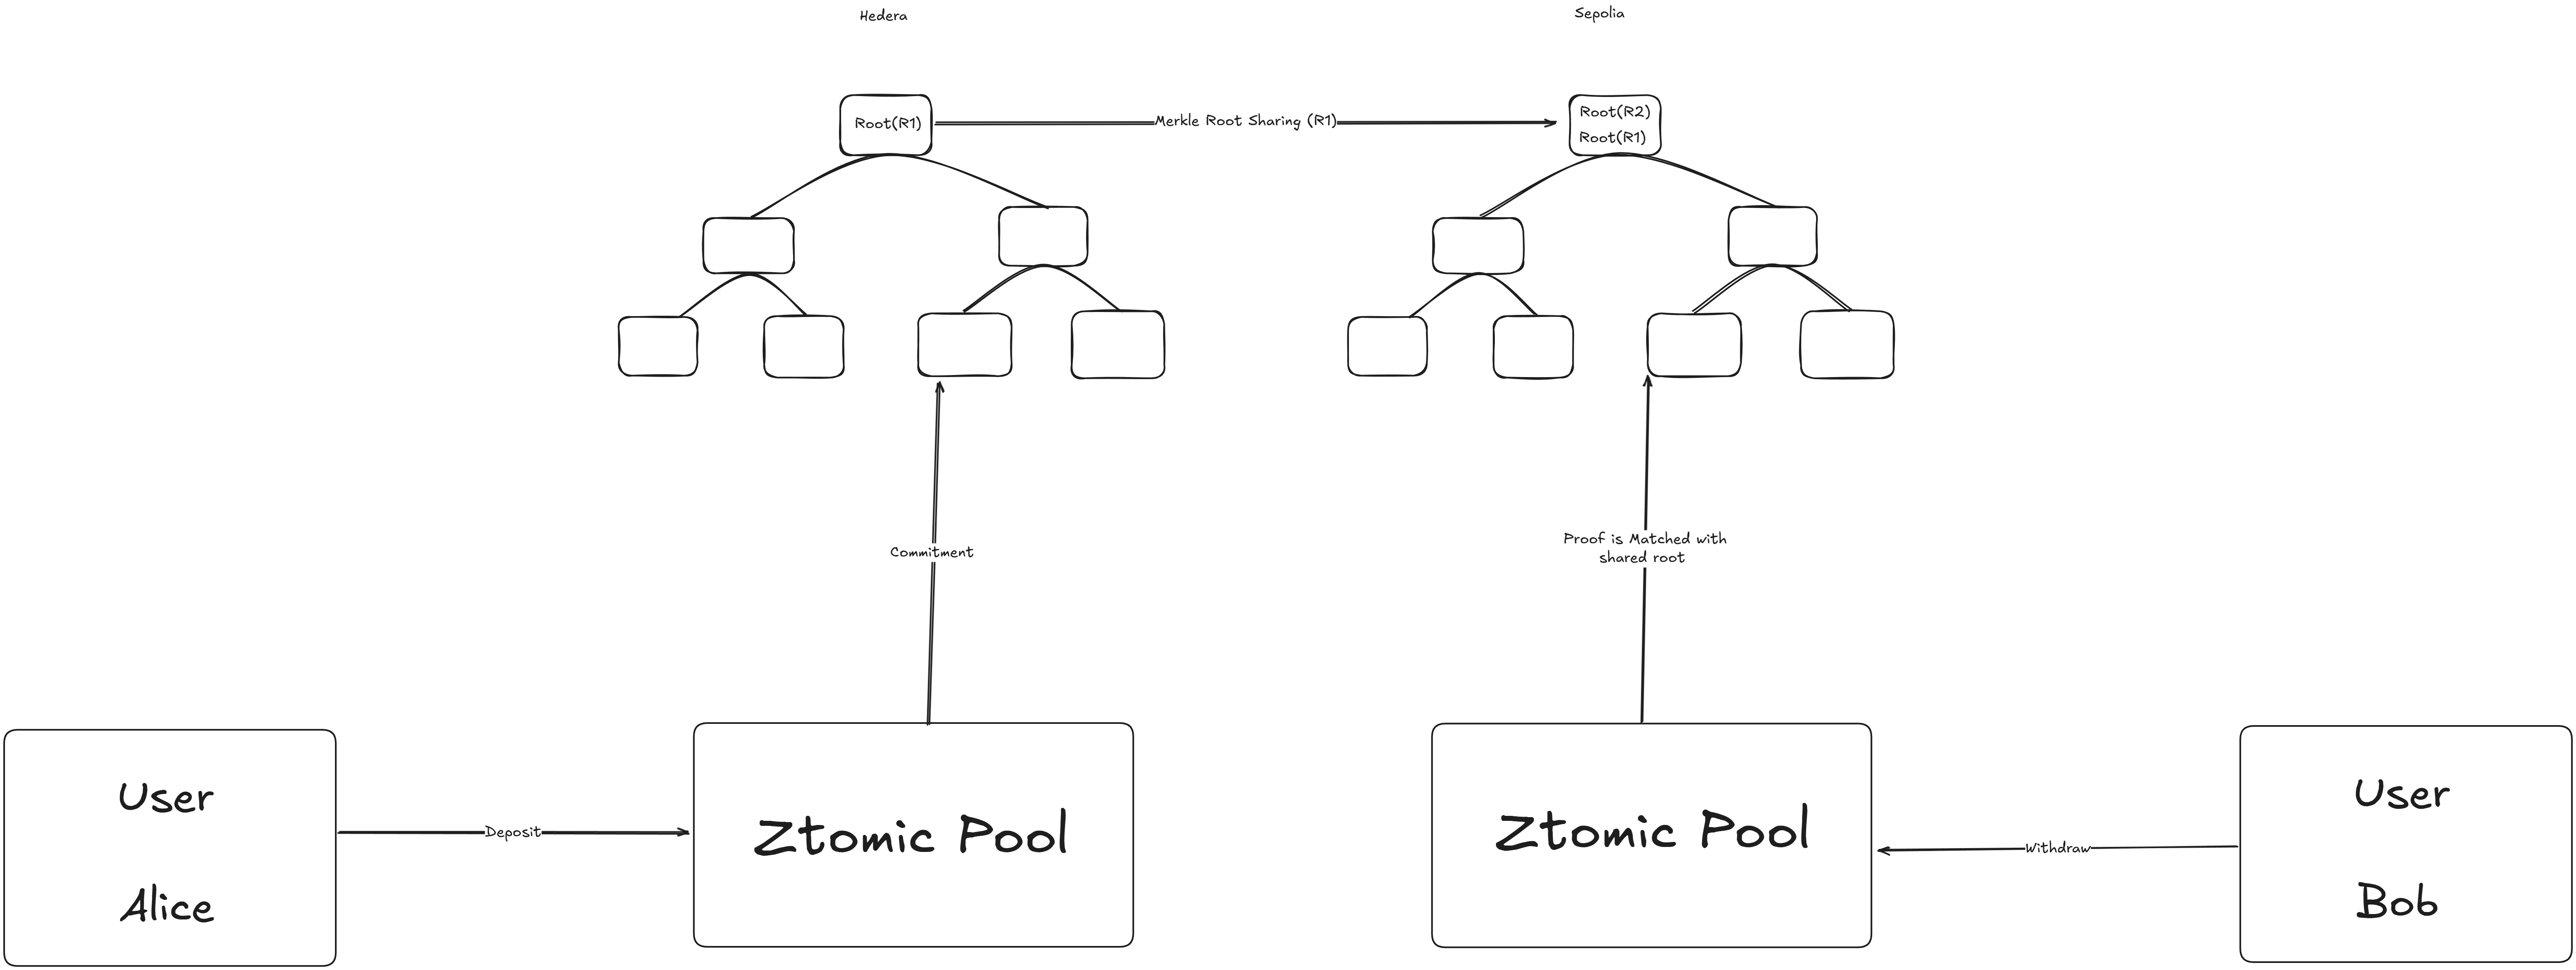 Hedera
Sepolia
Root(R1)
Merkle Root Sharing (R1)
Root(R2)
Root(R1)
Commitment
Proof is Matched with
shared root
User
Alice
Deposit
Ztomic Pool
Ztomic Pool
Withdraw
User
Bob